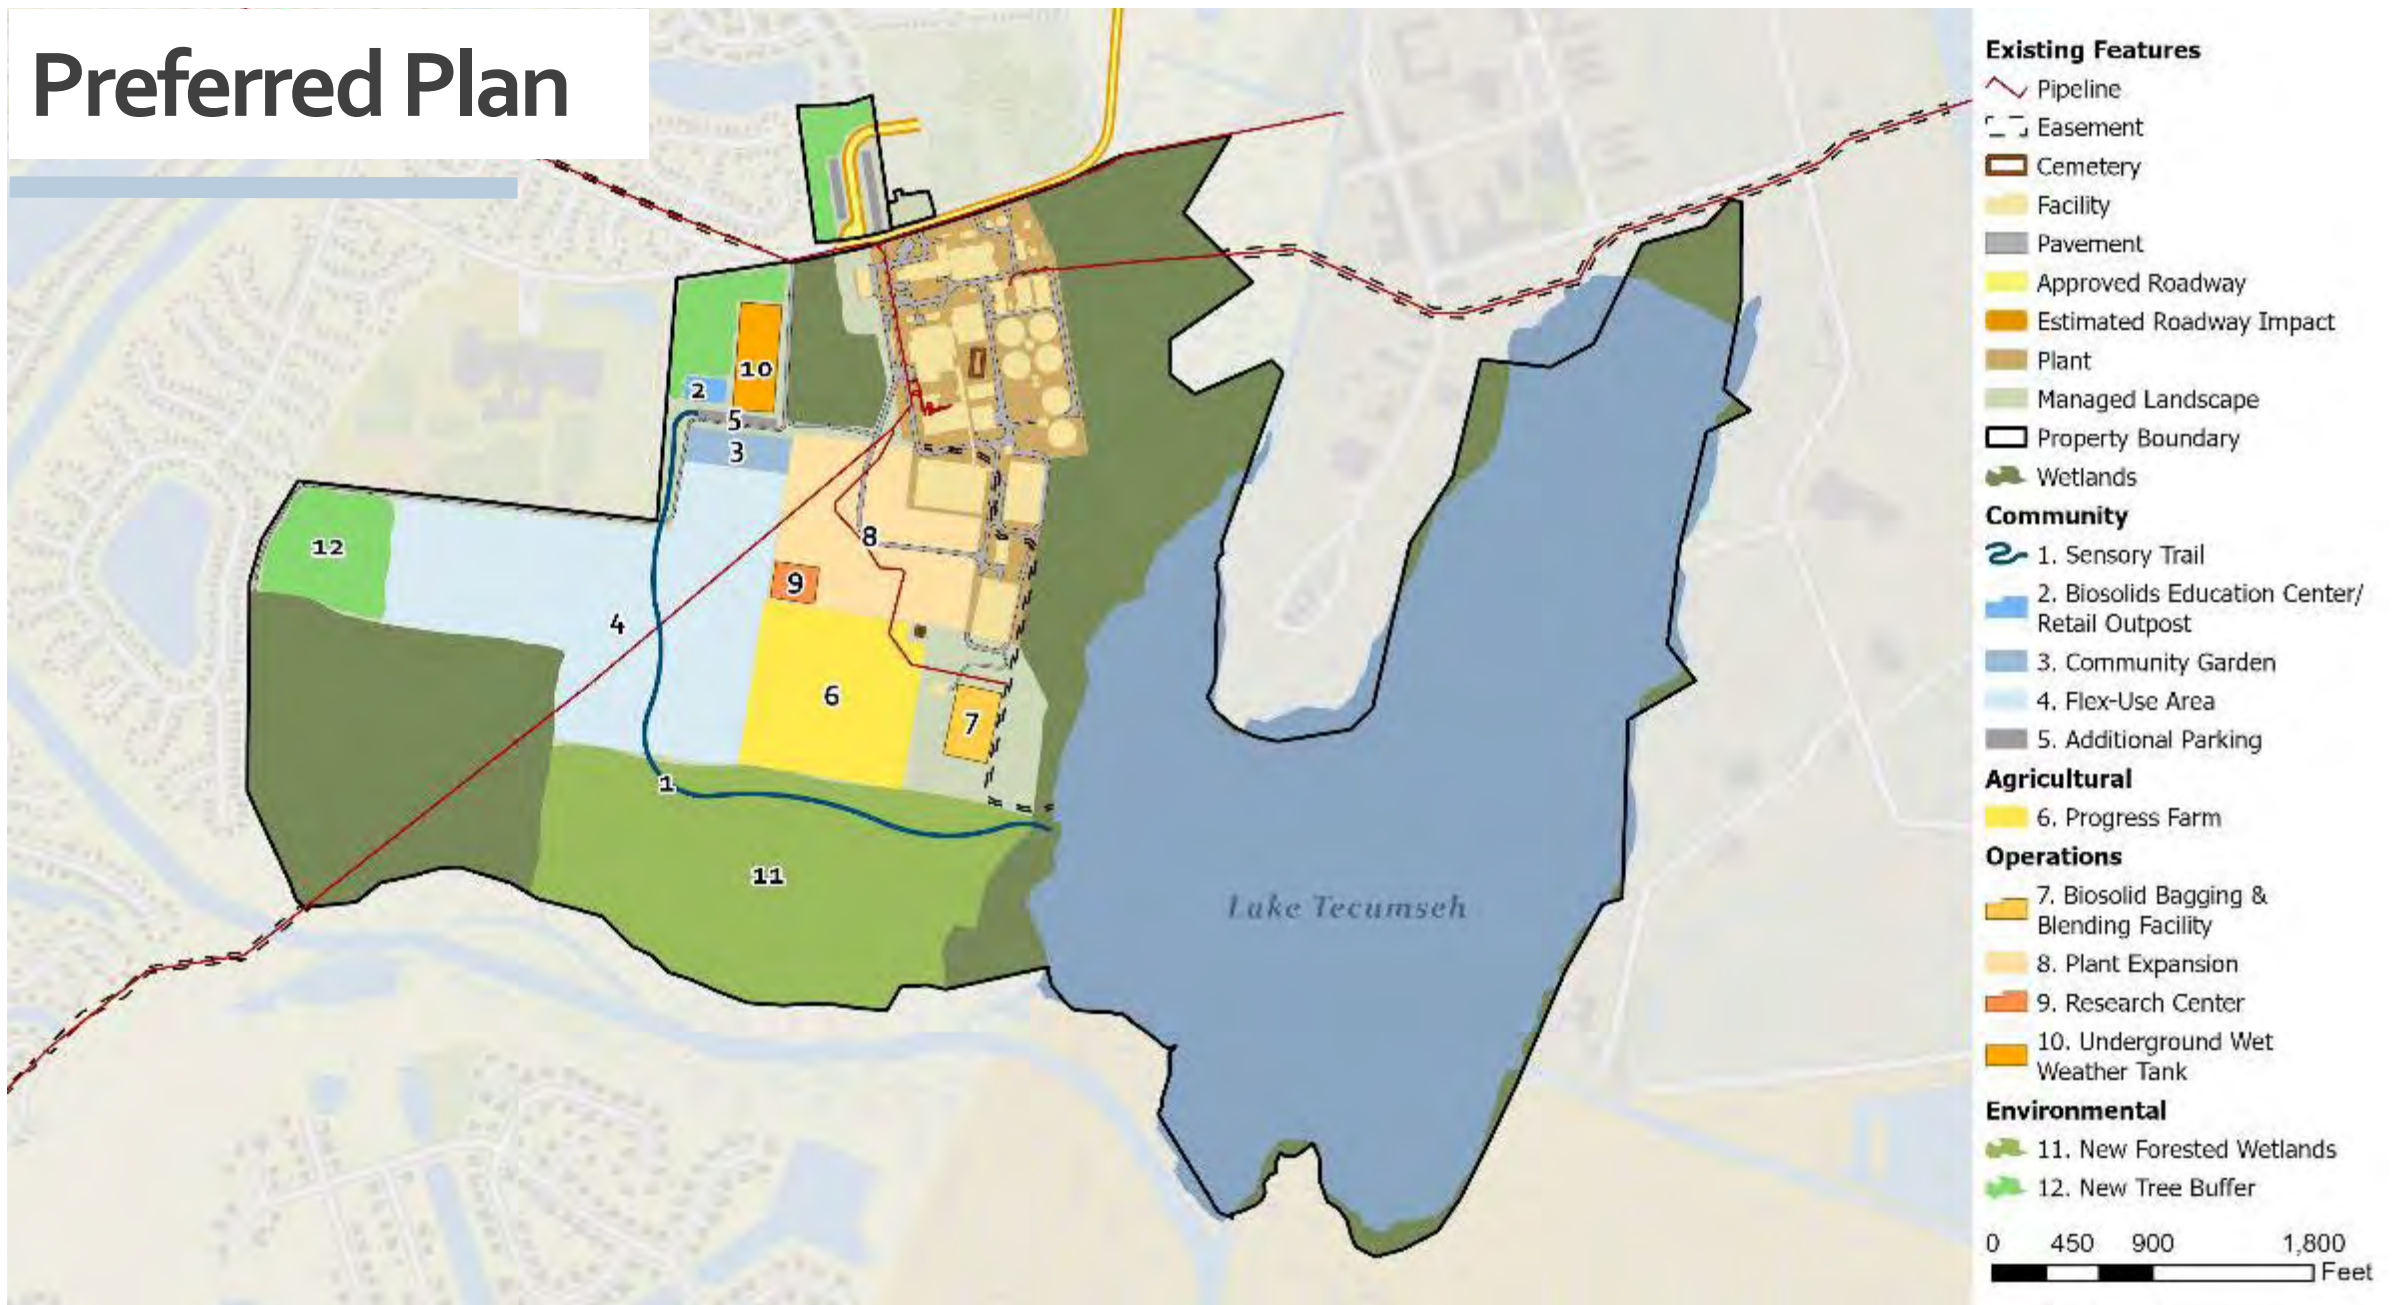 Preferred Plan
10
2
5
3
12
8
9
4
6
7
1
11
Lake Tecumseh
Existing Features
Pipeline
Easement
Cemetery
Facility
Pavement
Approved Roadway
Estimated Roadway Impact
Plant
Managed Landscape
Property Boundary
Wetlands
Community
1. Sensory Trail
2. Biosolids Education Center/
Retail Outpost
3. Community Garden
4. Flex-Use Area
5. Additional Parking
Agricultural
6. Progress Farm
Operations
7. Biosolid Bagging &
Blending Facility
8. Plant Expansion
9. Research Center
10. Underground Wet
Weather Tank
Environmental
11. New Forested Wetlands
12. New Tree Buffer
0 450 900 1,800
Feet